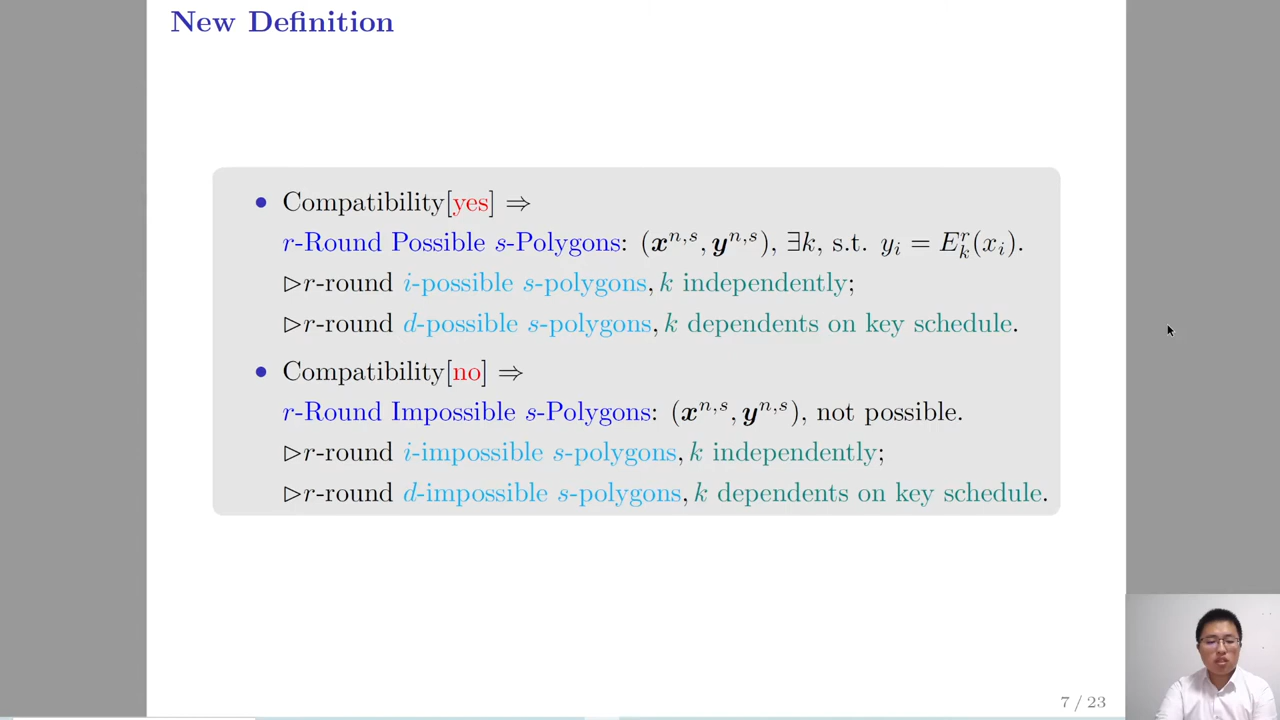 New Definition
• Compatibility[yes] ⇒
r-Round Possible s-Polygons: (x^{n,s}, y^{n,s}), ∃k, s.t. y_i = E_k^r(x_i).
▷r-round i-possible s-polygons, k independently;
▷r-round d-possible s-polygons, k dependents on key schedule.
• Compatibility[no] ⇒
r-Round Impossible s-Polygons: (x^{n,s}, y^{n,s}), not possible.
▷r-round i-impossible s-polygons, k independently;
▷r-round d-impossible s-polygons, k dependents on key schedule.
7 / 23